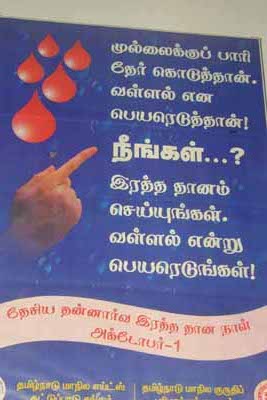 முல்லைக்குப் பாரி
தேர் கொடுத்தான்.
வள்ளல் என
பெயரெடுத்தான்!
நீங்கள்...?
இரத்த தானம்
செய்யுங்கள்.
வள்ளல் என்று
பெயரெடுங்கள்!
தேசிய தன்னார்வ இரத்த தான நாள்
அக்டோபர்-1
தமிழ்நாடு மாநில எய்ட்ஸ்
தமிழ்நாடு மாநில குருதிப்